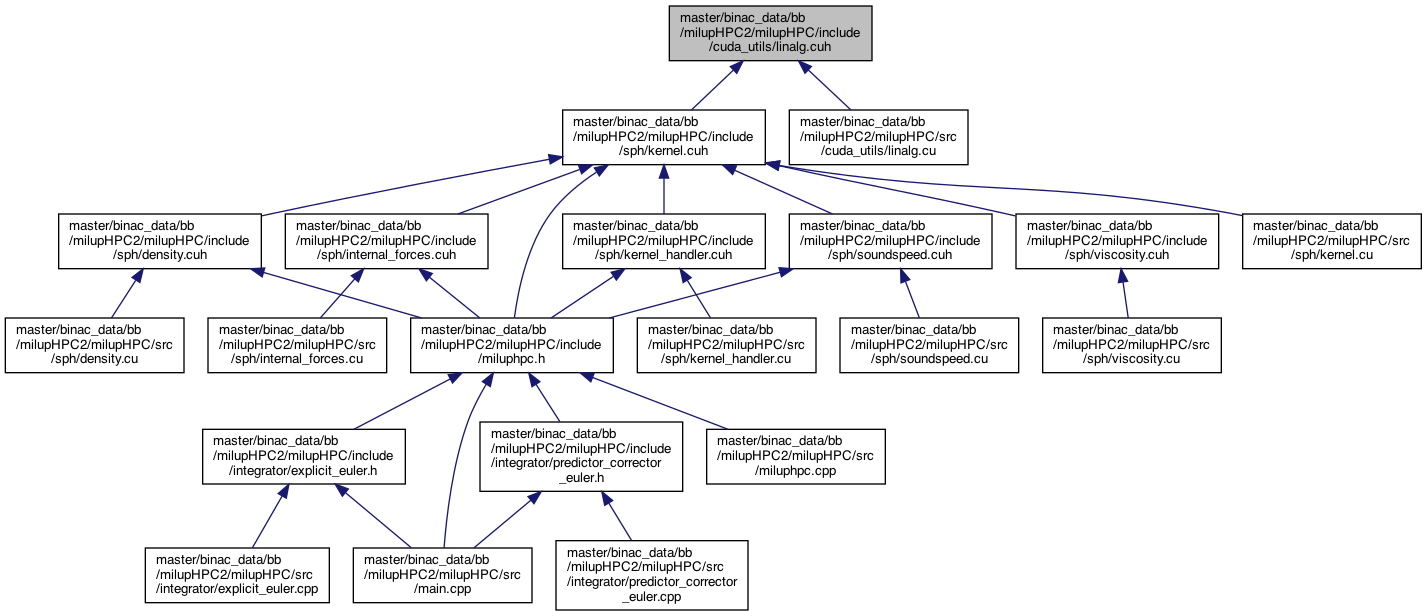 master/binac_data/bb
/milupHPC2/milupHPC/include
/cuda_utils/linalg.cuh
master/binac_data/bb
/milupHPC2/milupHPC/include
/sph/kernel.cuh
master/binac_data/bb
/milupHPC2/milupHPC/src
/cuda_utils/linalg.cu
master/binac_data/bb
/milupHPC2/milupHPC/include
/sph/density.cuh
master/binac_data/bb
/milupHPC2/milupHPC/include
/sph/internal_forces.cuh
master/binac_data/bb
/milupHPC2/milupHPC/include
/sph/kernel_handler.cuh
master/binac_data/bb
/milupHPC2/milupHPC/include
/sph/soundspeed.cuh
master/binac_data/bb
/milupHPC2/milupHPC/include
/sph/viscosity.cuh
master/binac_data/bb
/milupHPC2/milupHPC/src
/sph/kernel.cu
master/binac_data/bb
/milupHPC2/milupHPC/src
/sph/density.cu
master/binac_data/bb
/milupHPC2/milupHPC/src
/sph/internal_forces.cu
master/binac_data/bb
/milupHPC2/milupHPC/include
/miluphpc.h
master/binac_data/bb
/milupHPC2/milupHPC/src
/sph/kernel_handler.cu
master/binac_data/bb
/milupHPC2/milupHPC/src
/sph/soundspeed.cu
master/binac_data/bb
/milupHPC2/milupHPC/src
/sph/viscosity.cu
master/binac_data/bb
/milupHPC2/milupHPC/include
/integrator/explicit_euler.h
master/binac_data/bb
/milupHPC2/milupHPC/include
/integrator/predictor_corrector
_euler.h
master/binac_data/bb
/milupHPC2/milupHPC/src
/miluphpc.cpp
master/binac_data/bb
/milupHPC2/milupHPC/src
/integrator/explicit_euler.cpp
master/binac_data/bb
/milupHPC2/milupHPC/src
/main.cpp
master/binac_data/bb
/milupHPC2/milupHPC/src
/integrator/predictor_corrector
_euler.cpp